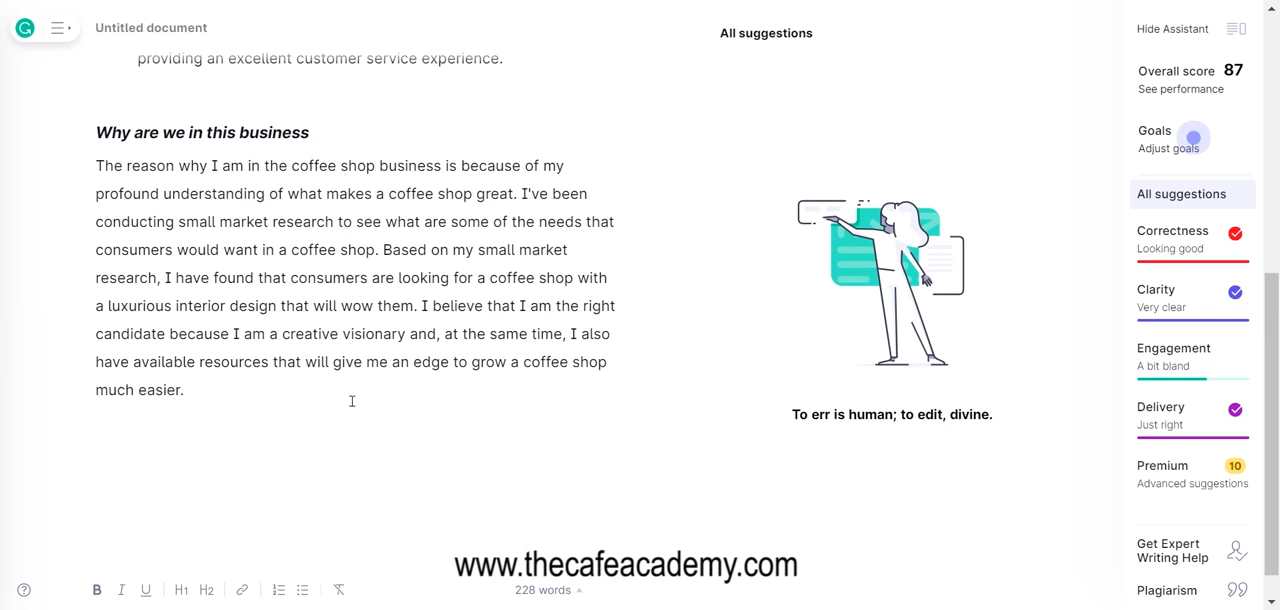 Untitled document
All suggestions
Hide Assistant
providing an excellent customer service experience.
Overall score 87
See performance
Why are we in this business
Goals
Adjust goals
The reason why I am in the coffee shop business is because of my
profound understanding of what makes a coffee shop great. I've been
conducting small market research to see what are some of the needs that
consumers would want in a coffee shop. Based on my small market
research, I have found that consumers are looking for a coffee shop with
a luxurious interior design that will wow them. I believe that I am the right
candidate because I am a creative visionary and, at the same time, I also
have available resources that will give me an edge to grow a coffee shop
much easier.
To err is human; to edit, divine.
All suggestions
Correctness
Looking good
Clarity
Very clear
Engagement
A bit bland
Delivery
Just right
Premium 10
Advanced suggestions
Get Expert
Writing Help
Plagiarism
www.thecafeacademy.com
B I U H1 H2
228 words